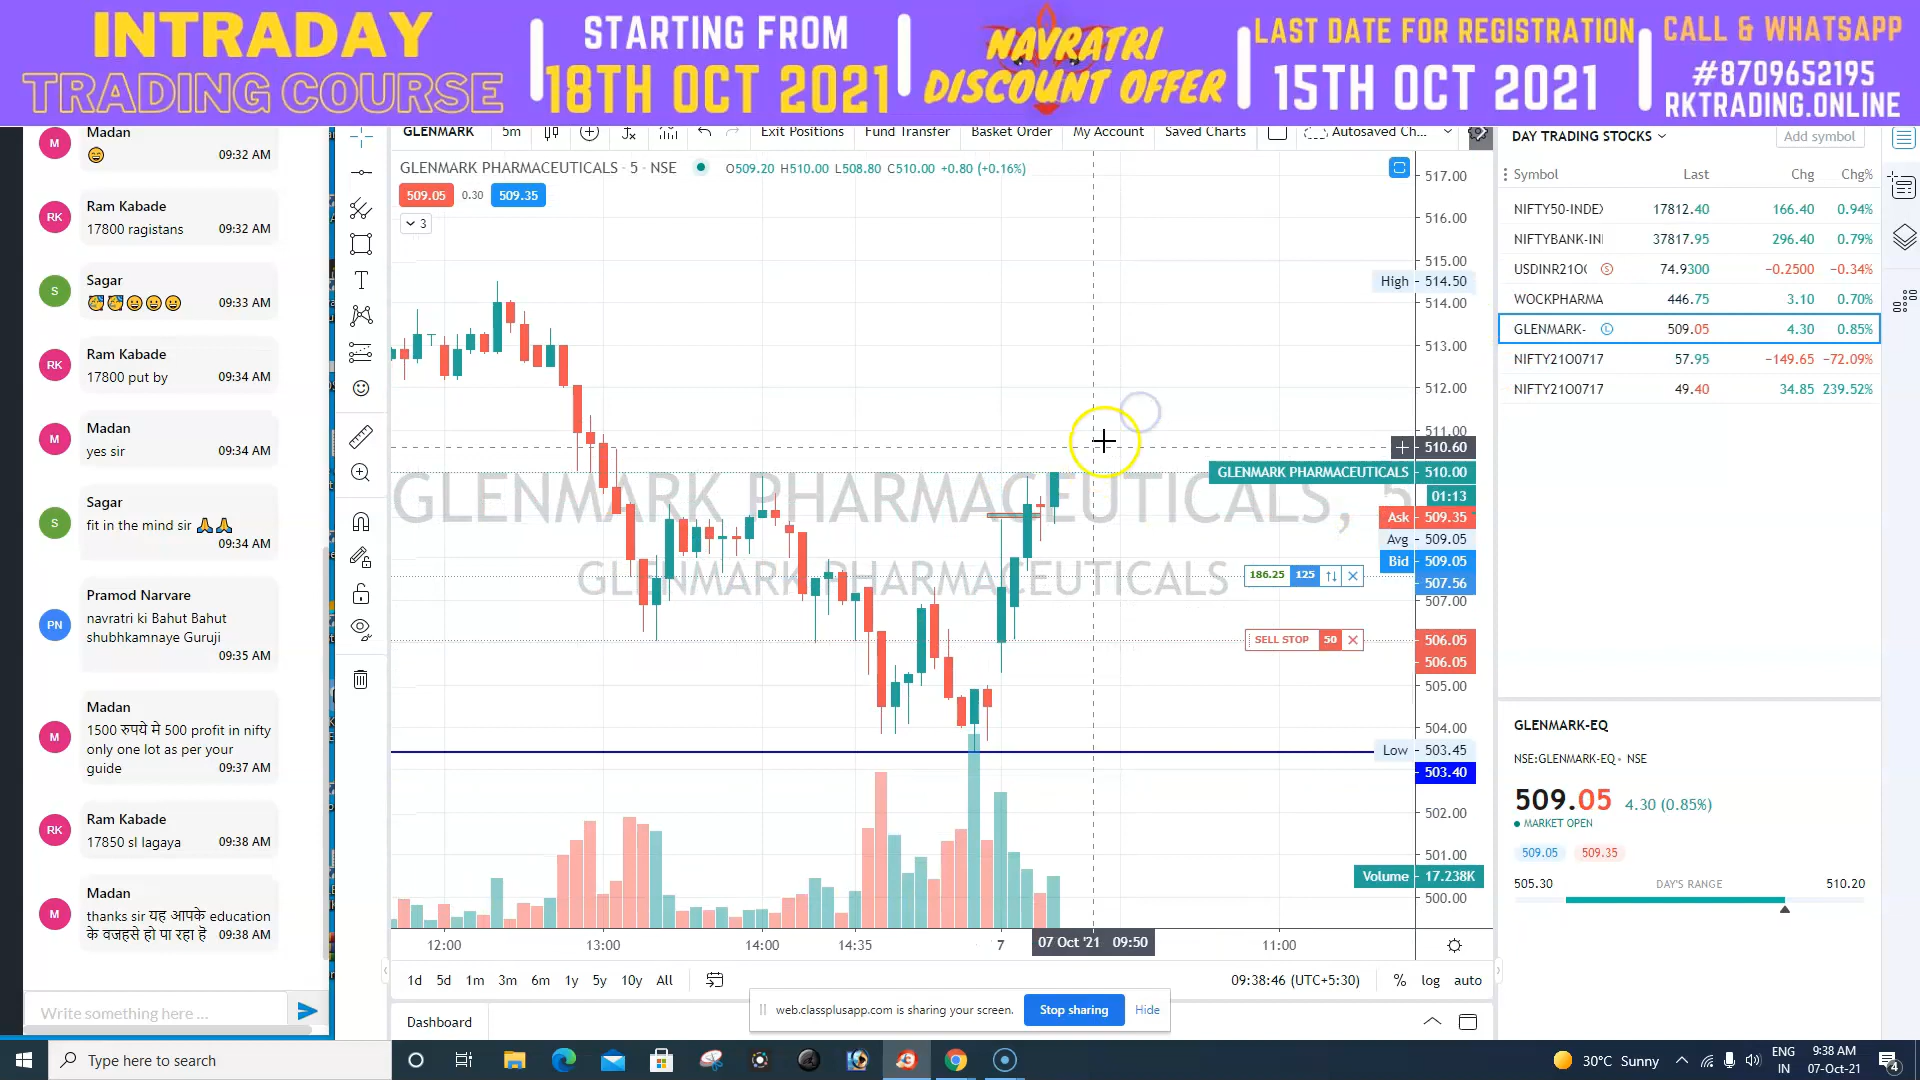 INTRADAY
TRADING COURSE
STARTING FROM
18TH OCT 2021
NAVRATRI
DISCOUNT OFFER
LAST DATE FOR REGISTRATION
15TH OCT 2021
CALL & WHATSAPP
#8709652195
RKTRADING.ONLINE
M
Madan
09:32 AM
RK
Ram Kabade
17800 ragistans
09:32 AM
S
Sagar
09:33 AM
RK
Ram Kabade
17800 put by
09:34 AM
M
Madan
yes sir
09:34 AM
S
Sagar
fit in the mind sir 🙏🙏
09:34 AM
PN
Pramod Narvare
navratri ki Bahut Bahut
shubhkamnaye Guruji
09:35 AM
M
Madan
1500 रुपये मे 500 profit in nifty
only one lot as per your
guide
09:37 AM
RK
Ram Kabade
17850 sl lagaya
09:38 AM
M
Madan
thanks sir यह आपके education
के वजहसे हो पा रहा हॆ
09:38 AM
Write something here ...
GLENMARK 5m Exit Positions Fund Transfer Basket Order My Account Saved Charts Autosaved Ch...
GLENMARK PHARMACEUTICALS · 5 · NSE
O509.20 H510.00 L508.80 C510.00 +0.80 (+0.16%)
509.05 0.30 509.35
3
GLENMARK PHARMACEUTICALS, 5
GLENMARK PHARMACEUTICALS
517.00
516.00
515.00
High 514.50
514.00
513.00
512.00
511.00
510.60
GLENMARK PHARMACEUTICALS 510.00
01:13
Ask 509.35
Avg 509.05
Bid 509.05
186.25 125
507.56
507.00
SELL STOP 50
506.05
506.05
505.00
504.00
Low 503.45
503.40
502.00
501.00
Volume 17.238K
500.00
12:00 13:00 14:00 14:35 7 07 Oct '21 09:50 11:00
1d 5d 1m 3m 6m 1y 5y 10y All
09:38:46 (UTC+5:30) % log auto
Dashboard
web.classplusapp.com is sharing your screen. Stop sharing Hide
DAY TRADING STOCKS
Add symbol
Symbol Last Chg Chg%
NIFTY50-INDEX 17812.40 166.40 0.94%
NIFTYBANK-IN 37817.95 296.40 0.79%
USDINR21O S 74.9300 −0.2500 −0.34%
WOCKPHARMA 446.75 3.10 0.70%
GLENMARK- L 509.05 4.30 0.85%
NIFTY21O0717 57.95 −149.65 −72.09%
NIFTY21O0717 49.40 34.85 239.52%
GLENMARK-EQ
NSE:GLENMARK-EQ • NSE
509.05 4.30 (0.85%)
MARKET OPEN
509.05 509.35
505.30 DAY'S RANGE 510.20
Type here to search
30°C Sunny
ENG
IN
9:38 AM
07-Oct-21
4